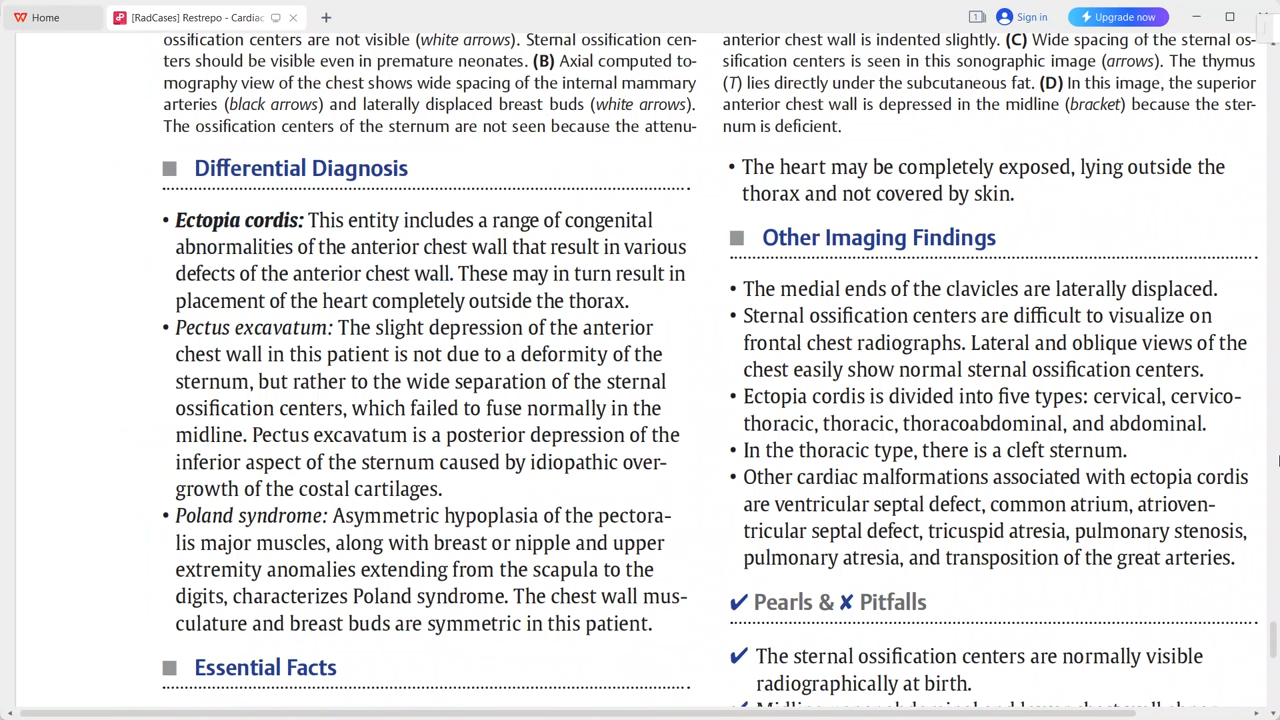 Home
[RadCases] Restrepo - Cardiac
Sign in
Upgrade now
ossification centers are not visible (white arrows). Sternal ossification cen-
ters should be visible even in premature neonates. (B) Axial computed to-
mography view of the chest shows wide spacing of the internal mammary
arteries (black arrows) and laterally displaced breast buds (white arrows).
The ossification centers of the sternum are not seen because the attenu-
anterior chest wall is indented slightly. (C) Wide spacing of the sternal os-
sification centers is seen in this sonographic image (arrows). The thymus
(T) lies directly under the subcutaneous fat. (D) In this image, the superior
anterior chest wall is depressed in the midline (bracket) because the ster-
num is deficient.
Differential Diagnosis
• Ectopia cordis: This entity includes a range of congenital
abnormalities of the anterior chest wall that result in various
defects of the anterior chest wall. These may in turn result in
placement of the heart completely outside the thorax.
• Pectus excavatum: The slight depression of the anterior
chest wall in this patient is not due to a deformity of the
sternum, but rather to the wide separation of the sternal
ossification centers, which failed to fuse normally in the
midline. Pectus excavatum is a posterior depression of the
inferior aspect of the sternum caused by idiopathic over-
growth of the costal cartilages.
• Poland syndrome: Asymmetric hypoplasia of the pectora-
lis major muscles, along with breast or nipple and upper
extremity anomalies extending from the scapula to the
digits, characterizes Poland syndrome. The chest wall mus-
culature and breast buds are symmetric in this patient.
Essential Facts
• The heart may be completely exposed, lying outside the
thorax and not covered by skin.
Other Imaging Findings
• The medial ends of the clavicles are laterally displaced.
• Sternal ossification centers are difficult to visualize on
frontal chest radiographs. Lateral and oblique views of the
chest easily show normal sternal ossification centers.
• Ectopia cordis is divided into five types: cervical, cervico-
thoracic, thoracic, thoracoabdominal, and abdominal.
• In the thoracic type, there is a cleft sternum.
• Other cardiac malformations associated with ectopia cordis
are ventricular septal defect, common atrium, atrioven-
tricular septal defect, tricuspid atresia, pulmonary stenosis,
pulmonary atresia, and transposition of the great arteries.
✔ Pearls & ✘ Pitfalls
✔ The sternal ossification centers are normally visible
radiographically at birth.